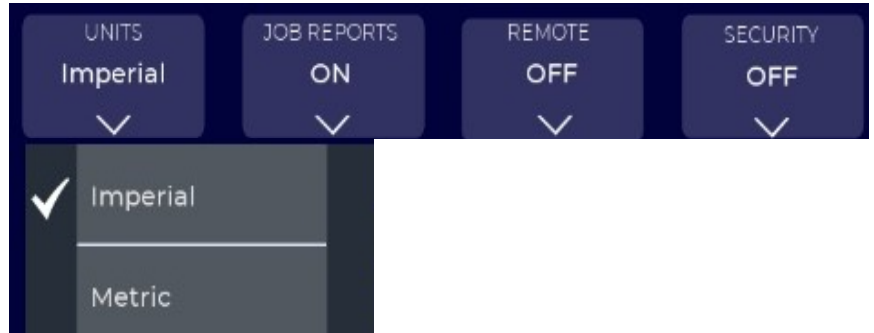 UNITS
Imperial
JOB REPORTS
ON
REMOTE
OFF
SECURITY
OFF
Imperial
Metric